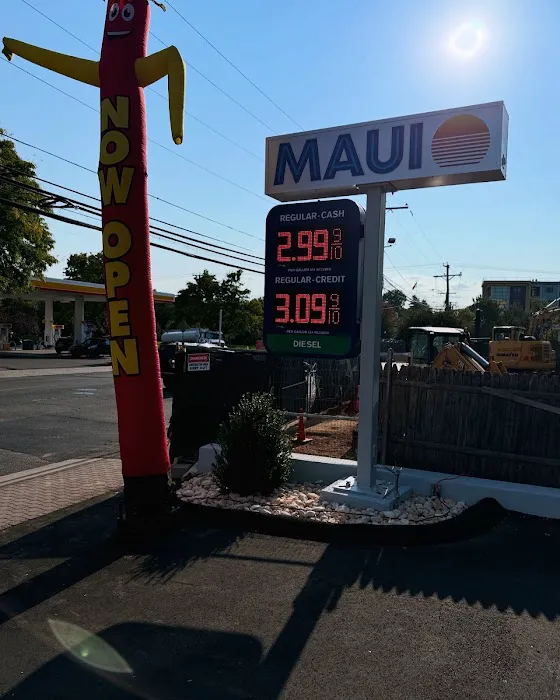 NOW OPEN
MAUI
REGULAR-CASH
2.99 9/10
REGULAR-CREDIT
3.09 9/10
DIESEL